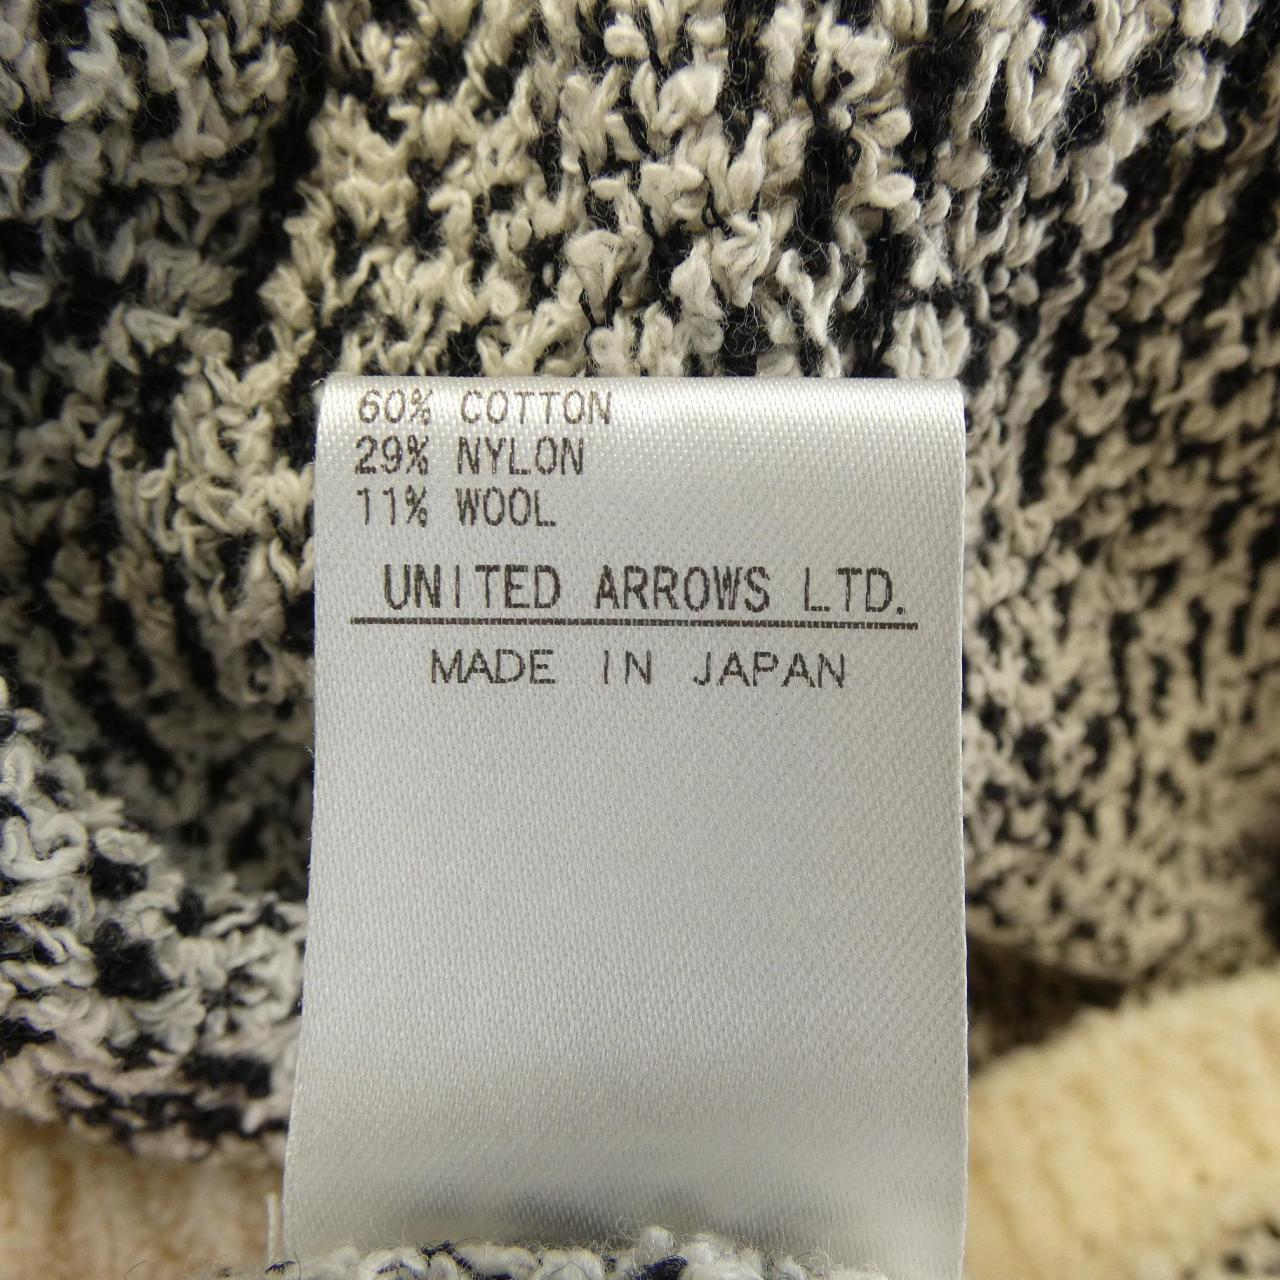 60% COTTON
29% NYLON
11% WOOL
UNITED ARROWS LTD.
MADE IN JAPAN